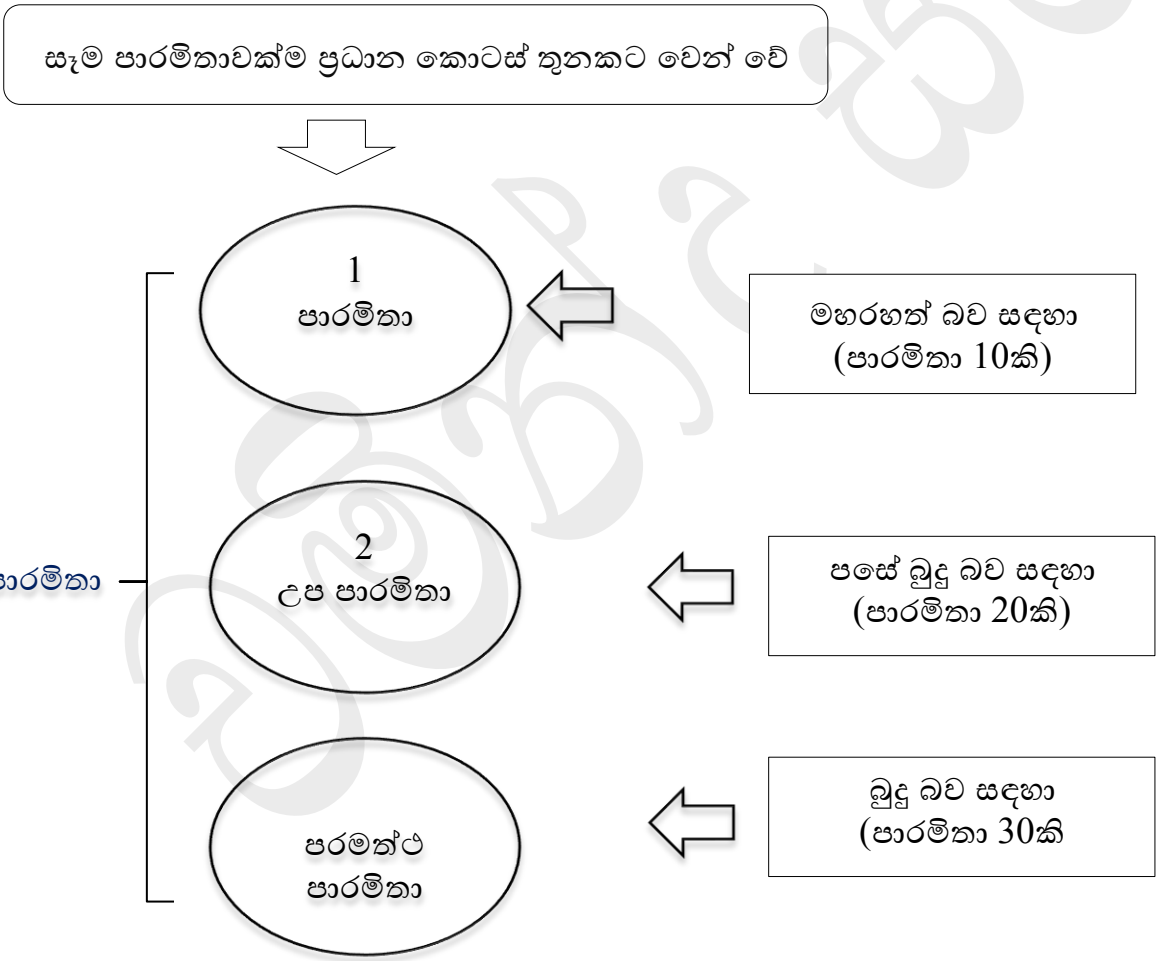 සෑම පාරමිතාවක්ම ප්‍රධාන කොටස් තුනකට වෙන් වේ
1
පාරමිතා
මහරහත් බව සඳහා
(පාරමිතා 10කි)
පාරමිතා
2
උප පාරමිතා
පසේ බුදු බව සඳහා
(පාරමිතා 20කි)
පරමත්ථ
පාරමිතා
බුදු බව සඳහා
(පාරමිතා 30කි